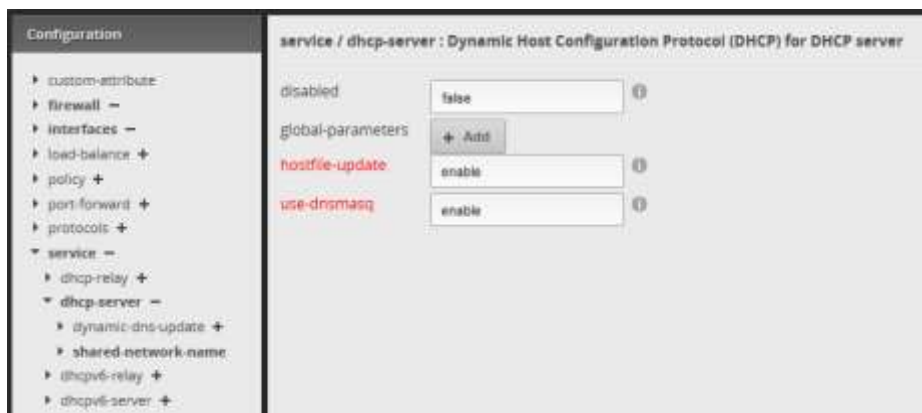 Configuration
custom-attribute
firewall −
interfaces −
load-balance +
policy +
port-forward +
protocols +
service −
dhcp-relay +
dhcp-server −
dynamic-dns-update +
shared-network-name
dhcpv6-relay +
dhcpv6-server +
service / dhcp-server : Dynamic Host Configuration Protocol (DHCP) for DHCP server
disabled false
global-parameters + Add
hostfile-update enable
use-dnsmasq enable